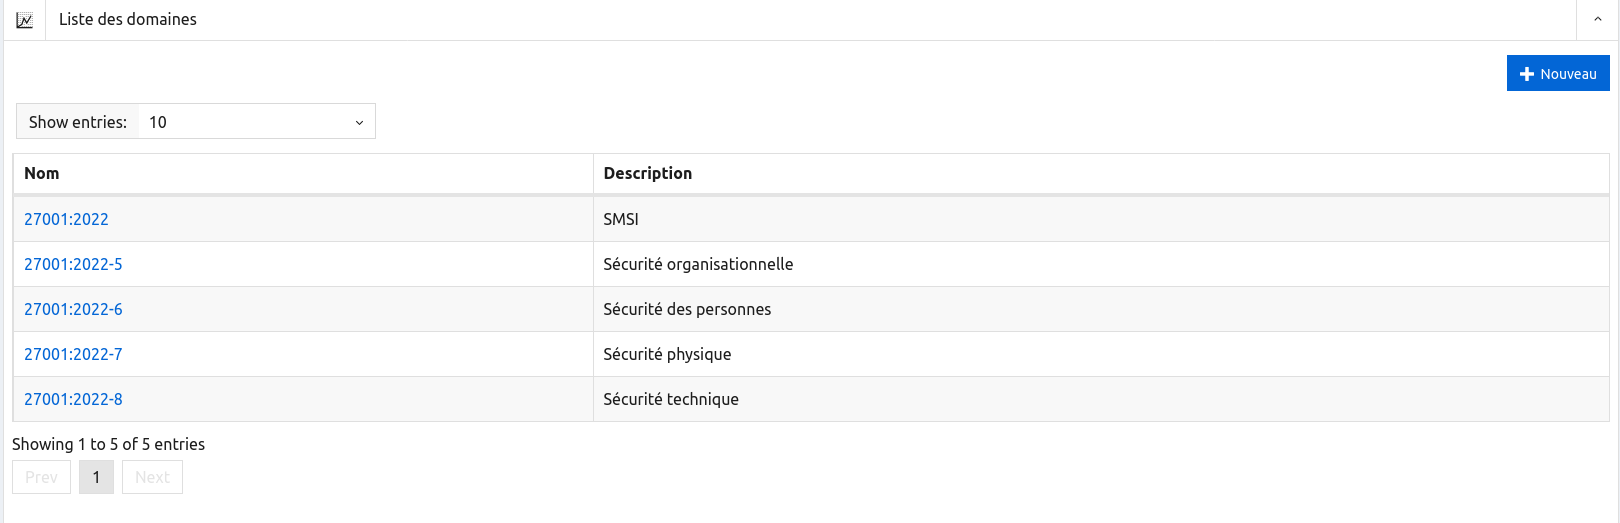 Liste des domaines
Nouveau
Show entries: 10
Nom Description
27001:2022 SMSI
27001:2022-5 Sécurité organisationnelle
27001:2022-6 Sécurité des personnes
27001:2022-7 Sécurité physique
27001:2022-8 Sécurité technique
Showing 1 to 5 of 5 entries
Prev 1 Next